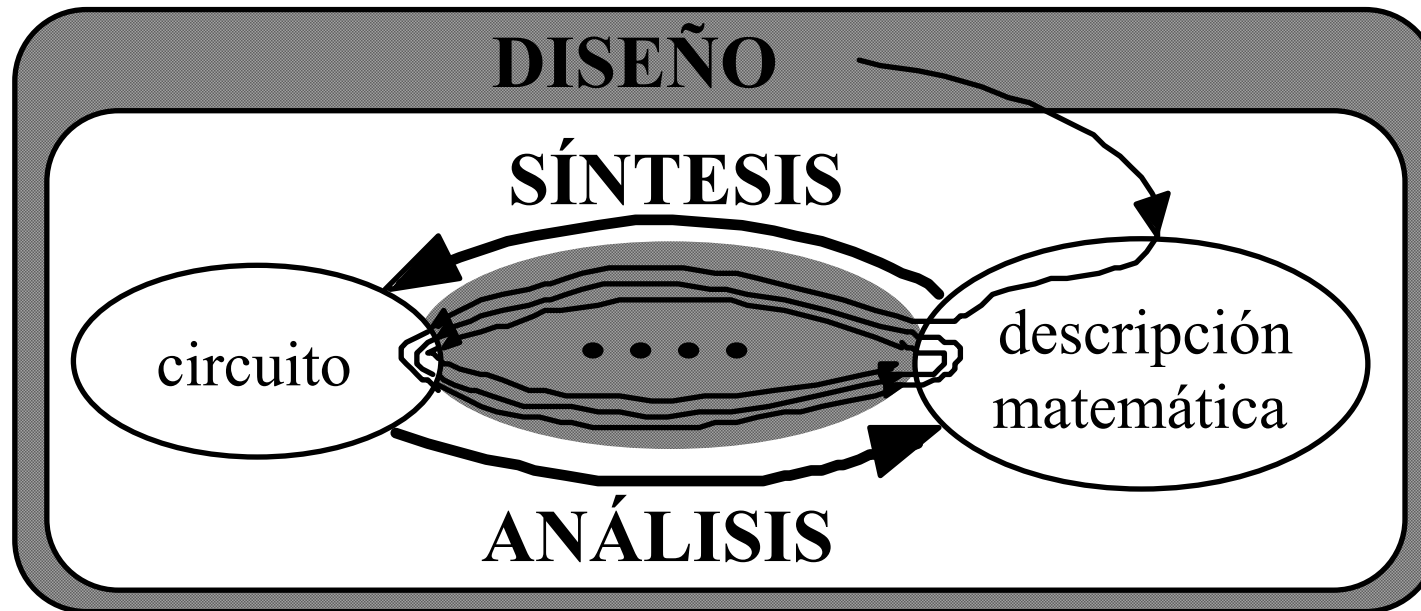 DISEÑO
SÍNTESIS
circuito
descripción
matemática
ANÁLISIS